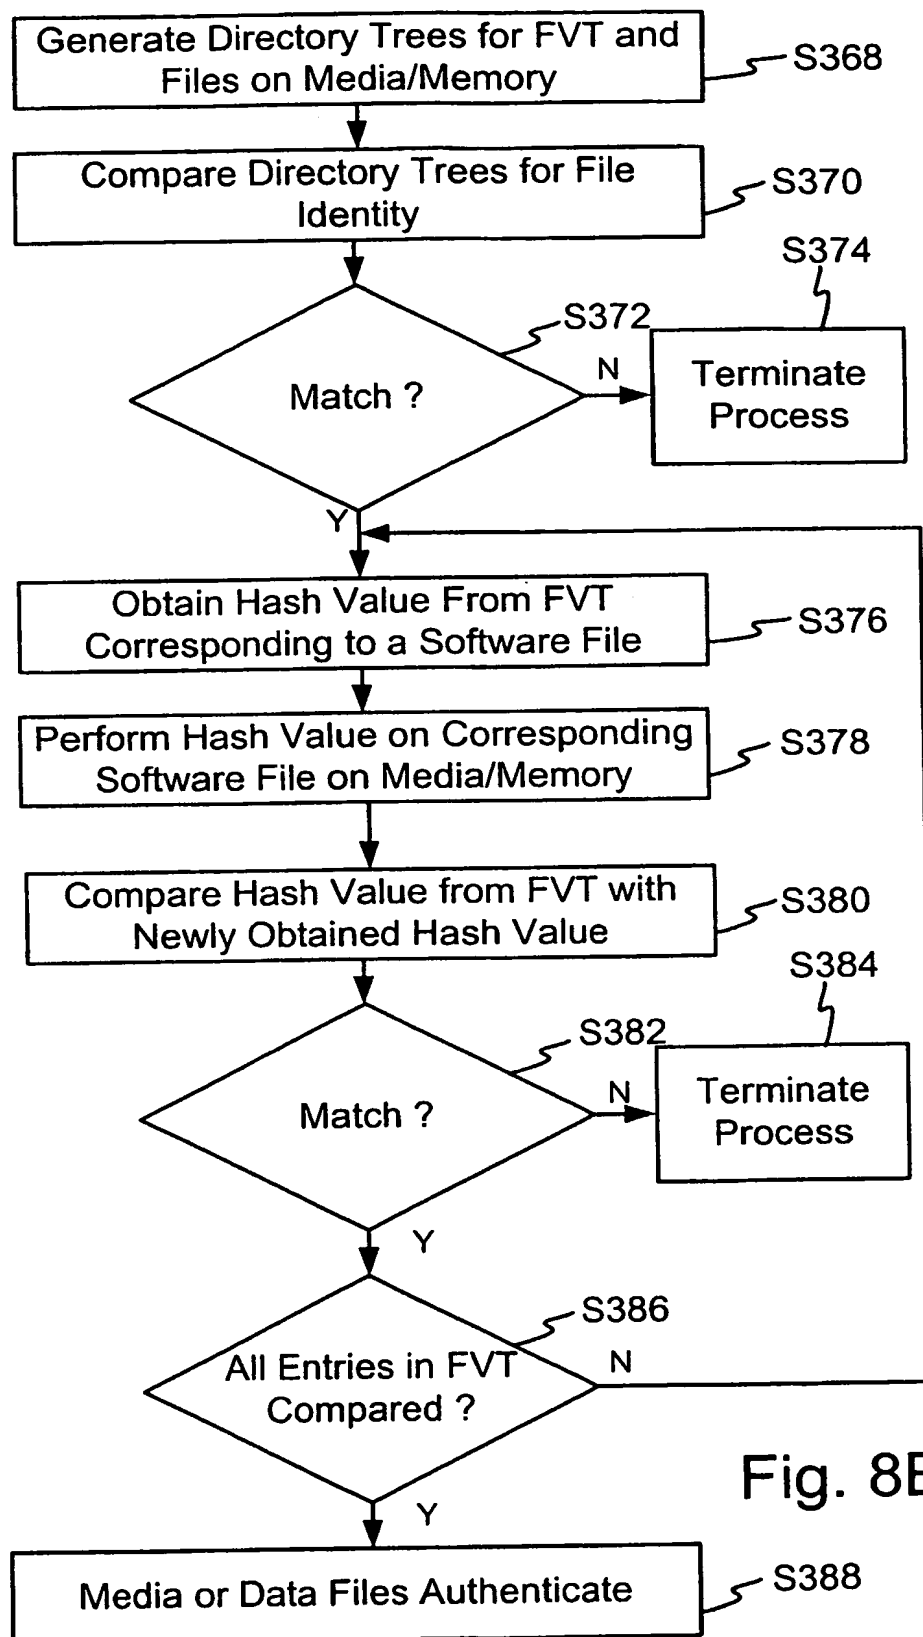 Generate Directory Trees for FVT and
Files on Media/Memory
S368
Compare Directory Trees for File
Identity
S370
S374
S372
Match ?
N
Terminate
Process
Y
Obtain Hash Value From FVT
Corresponding to a Software File
S376
Perform Hash Value on Corresponding
Software File on Media/Memory
S378
Compare Hash Value from FVT with
Newly Obtained Hash Value
S380
S384
S382
Match ?
N
Terminate
Process
Y
S386
All Entries in FVT
Compared ?
N
Fig. 8B
Y
Media or Data Files Authenticate
S388